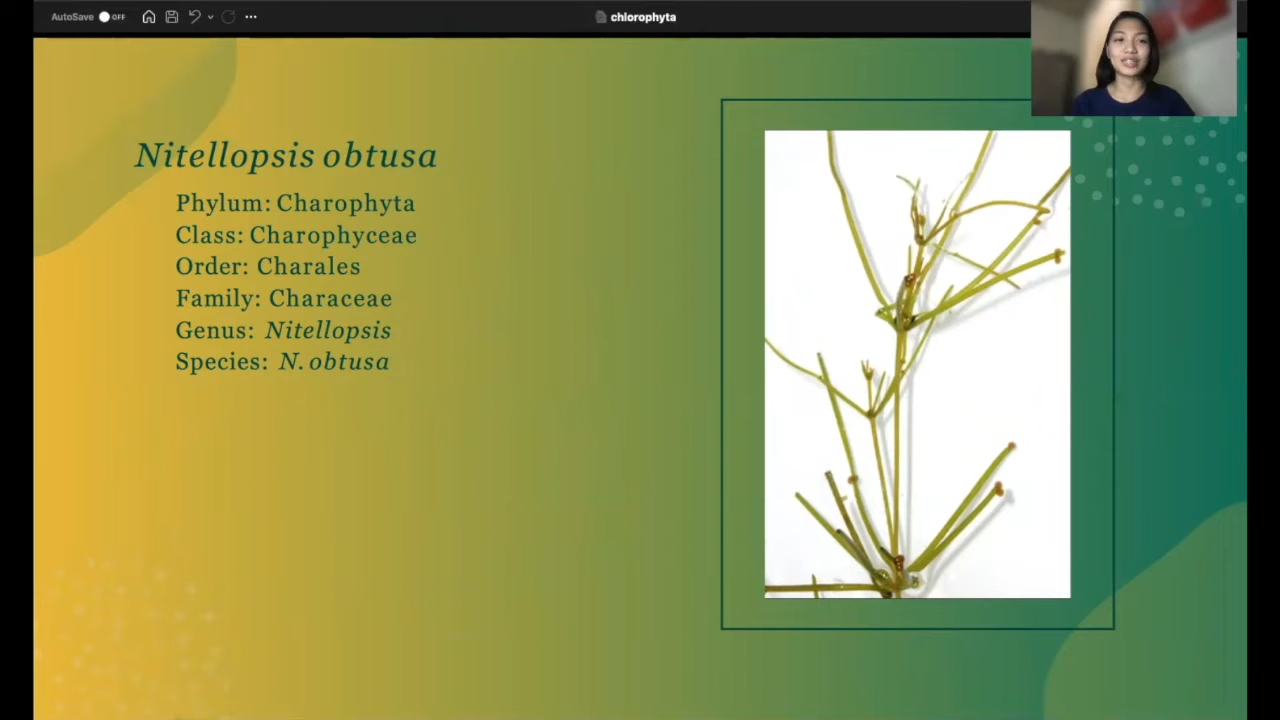 AutoSave OFF
chlorophyta
Nitellopsis obtusa
Phylum: Charophyta
Class: Charophyceae
Order: Charales
Family: Characeae
Genus: Nitellopsis
Species: N. obtusa